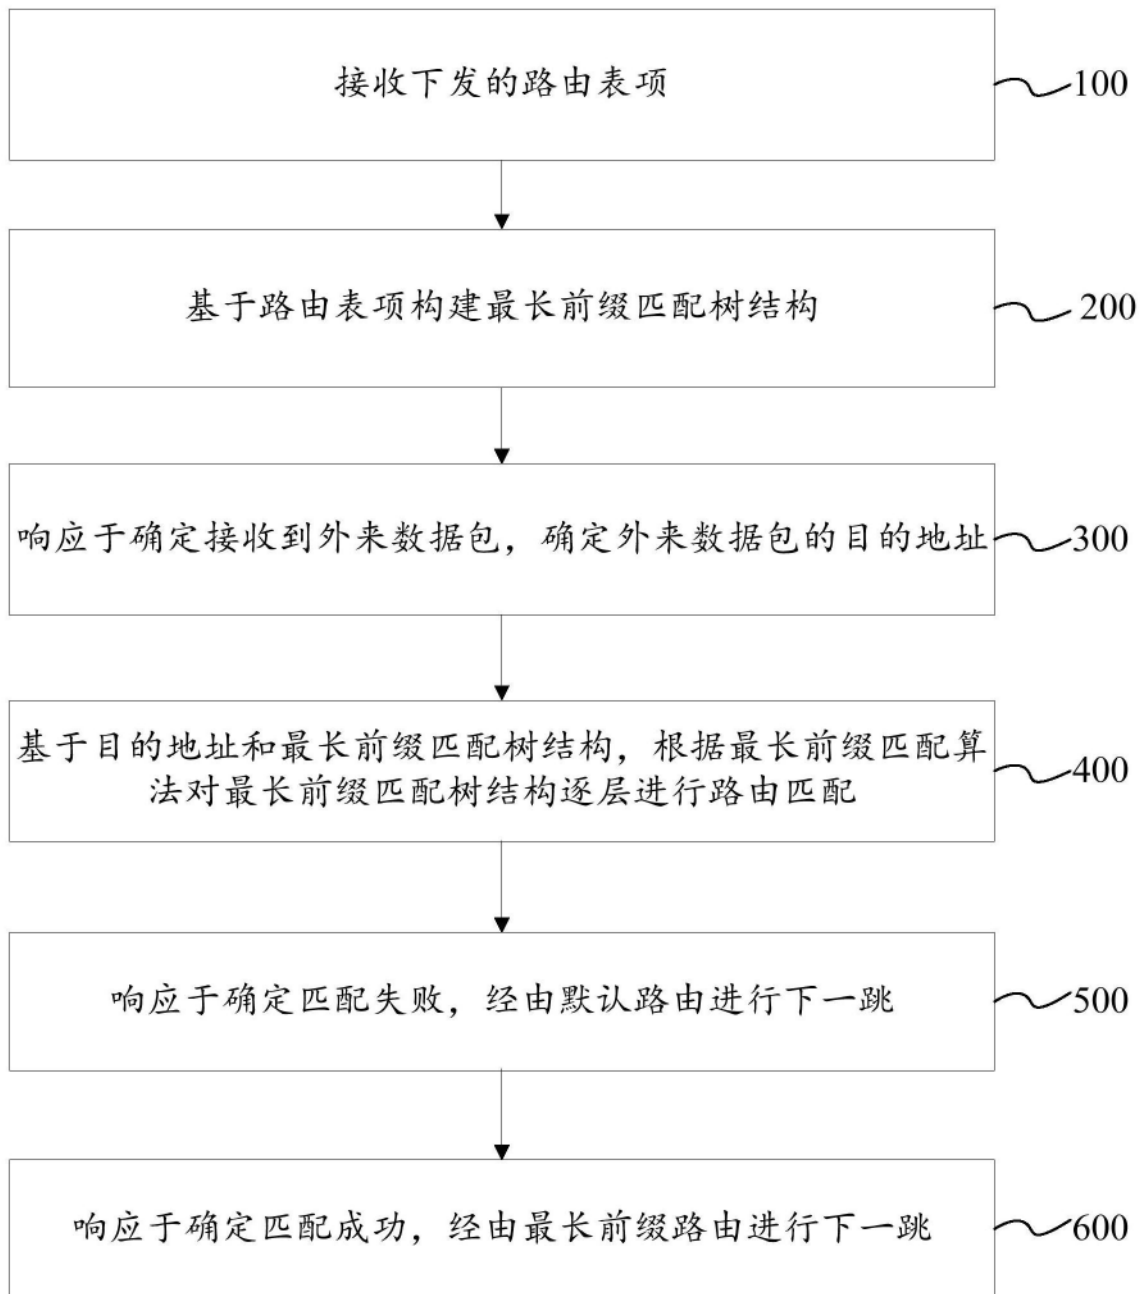 接收下发的路由表项
100
基于路由表项构建最长前缀匹配树结构
200
响应于确定接收到外来数据包，确定外来数据包的目的地址
300
基于目的地址和最长前缀匹配树结构，根据最长前缀匹配算
法对最长前缀匹配树结构逐层进行路由匹配
400
响应于确定匹配失败，经由默认路由进行下一跳
500
响应于确定匹配成功，经由最长前缀路由进行下一跳
600